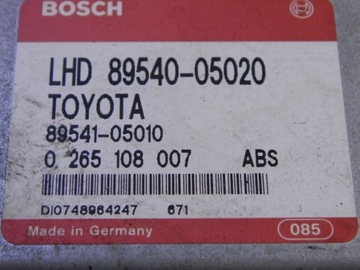 BOSCH
LHD 89540-05020
TOYOTA
89541-05010
0 265 108 007 ABS
DI0748964247 671
Made in Germany 085